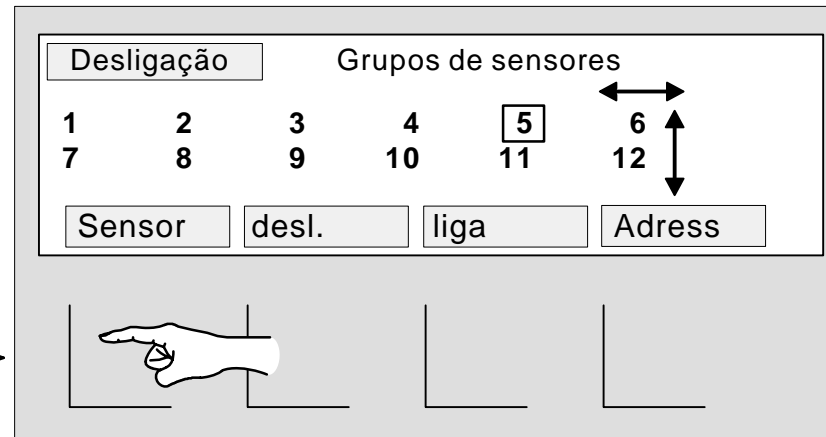 Desligação Grupos de sensores
1 2 3 4 5 6
7 8 9 10 11 12
Sensor desl. liga Adress